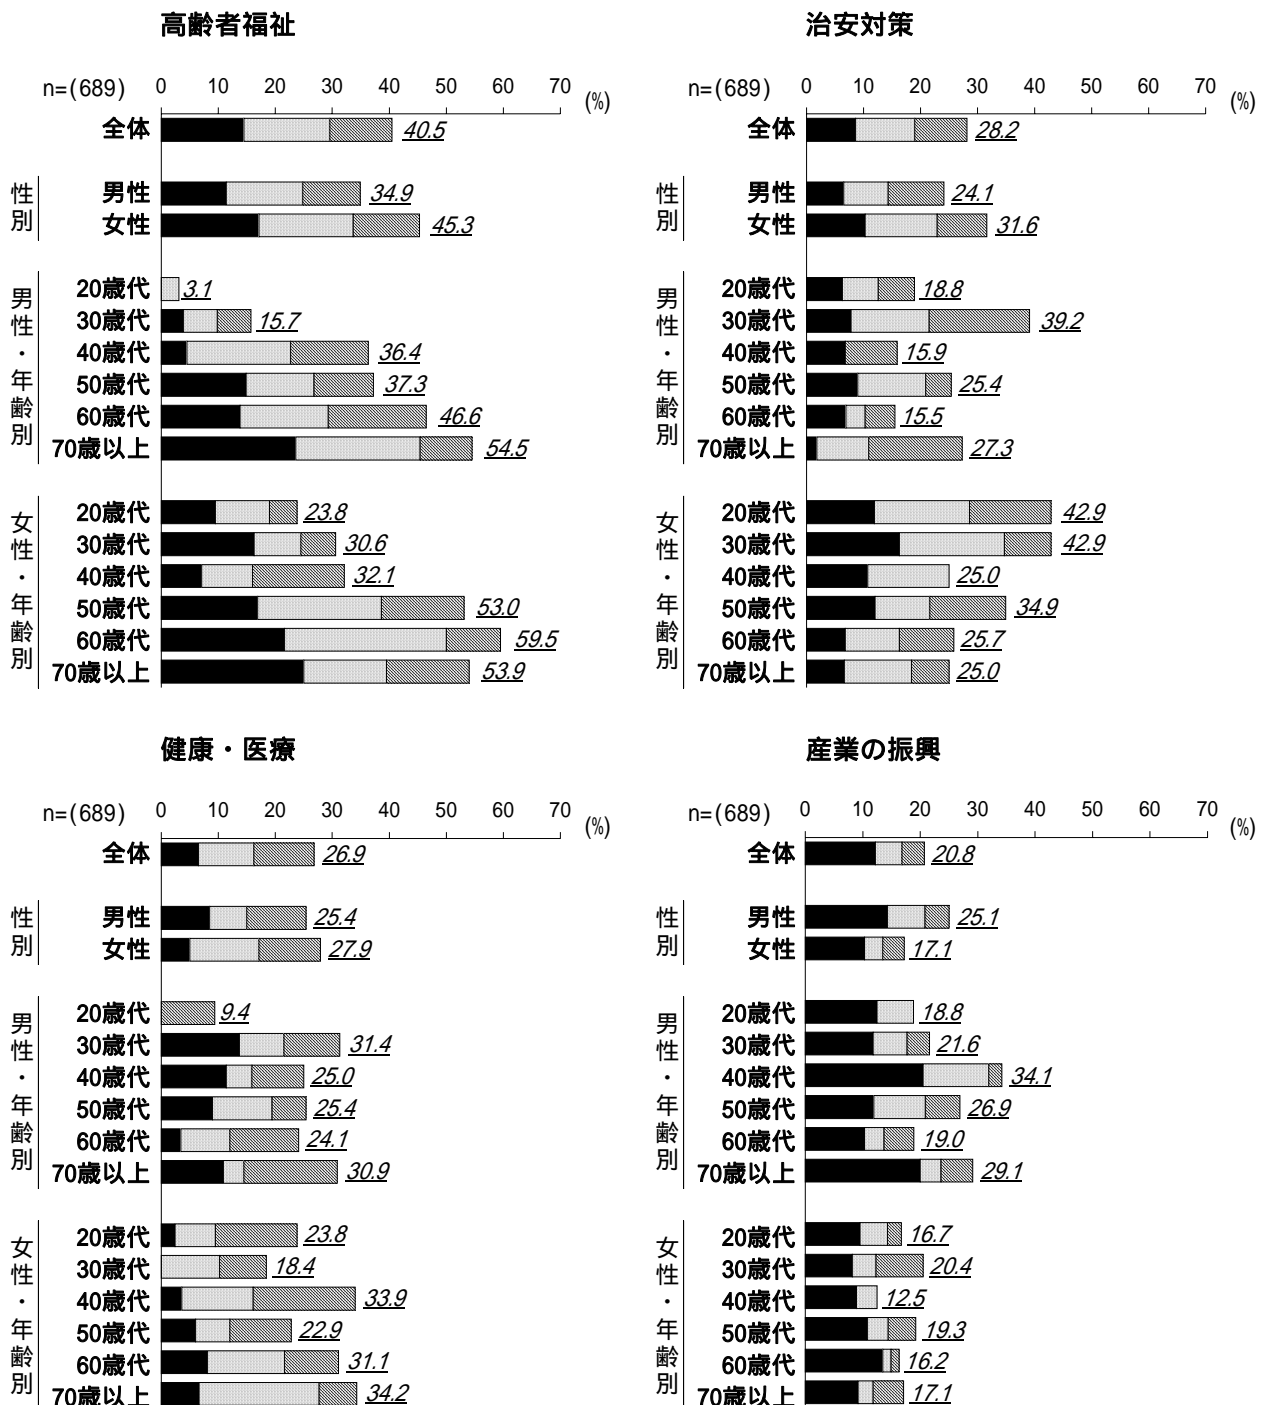 高齢者福祉
n=(689) 0 10 20 30 40 50 60 70 (%)
全体 40.5
性別
男性 34.9
女性 45.3
男性・年齢別
20歳代 3.1
30歳代 15.7
40歳代 36.4
50歳代 37.3
60歳代 46.6
70歳以上 54.5
女性・年齢別
20歳代 23.8
30歳代 30.6
40歳代 32.1
50歳代 53.0
60歳代 59.5
70歳以上 53.9
治安対策
n=(689) 0 10 20 30 40 50 60 70 (%)
全体 28.2
性別
男性 24.1
女性 31.6
男性・年齢別
20歳代 18.8
30歳代 39.2
40歳代 15.9
50歳代 25.4
60歳代 15.5
70歳以上 27.3
女性・年齢別
20歳代 42.9
30歳代 42.9
40歳代 25.0
50歳代 34.9
60歳代 25.7
70歳以上 25.0
健康・医療
n=(689) 0 10 20 30 40 50 60 70 (%)
全体 26.9
性別
男性 25.4
女性 27.9
男性・年齢別
20歳代 9.4
30歳代 31.4
40歳代 25.0
50歳代 25.4
60歳代 24.1
70歳以上 30.9
女性・年齢別
20歳代 23.8
30歳代 18.4
40歳代 33.9
50歳代 22.9
60歳代 31.1
70歳以上 34.2
産業の振興
n=(689) 0 10 20 30 40 50 60 70 (%)
全体 20.8
性別
男性 25.1
女性 17.1
男性・年齢別
20歳代 18.8
30歳代 21.6
40歳代 34.1
50歳代 26.9
60歳代 19.0
70歳以上 29.1
女性・年齢別
20歳代 16.7
30歳代 20.4
40歳代 12.5
50歳代 19.3
60歳代 16.2
70歳以上 17.1